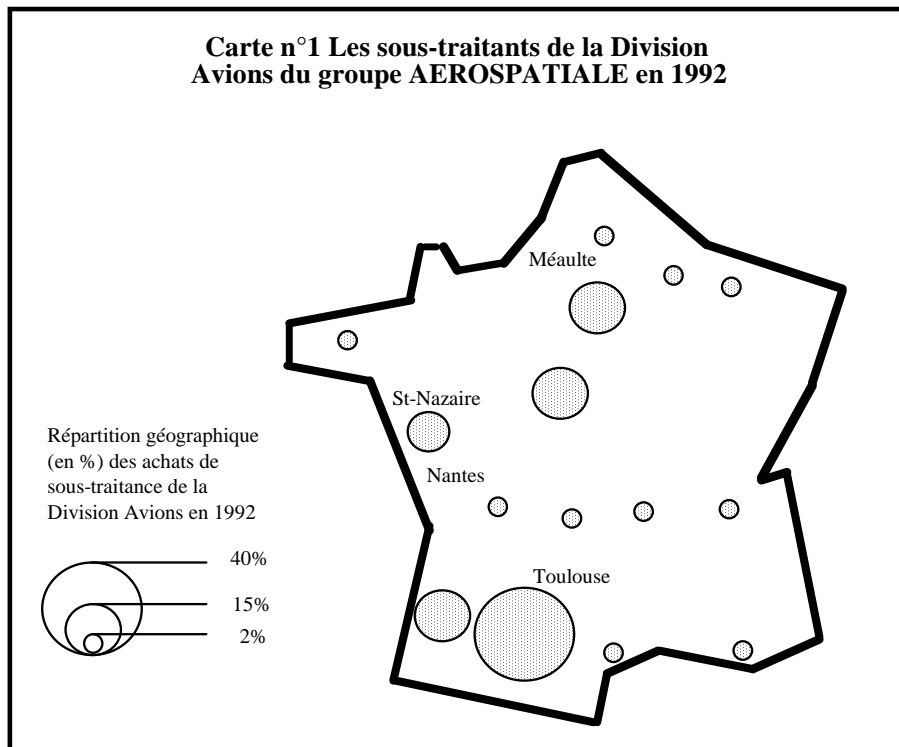 Carte n°1 Les sous-traitants de la Division
Avions du groupe AEROSPATIALE en 1992
Méaulte
St-Nazaire
Nantes
Toulouse
Répartition géographique
(en %) des achats de
sous-traitance de la
Division Avions en 1992
40%
15%
2%